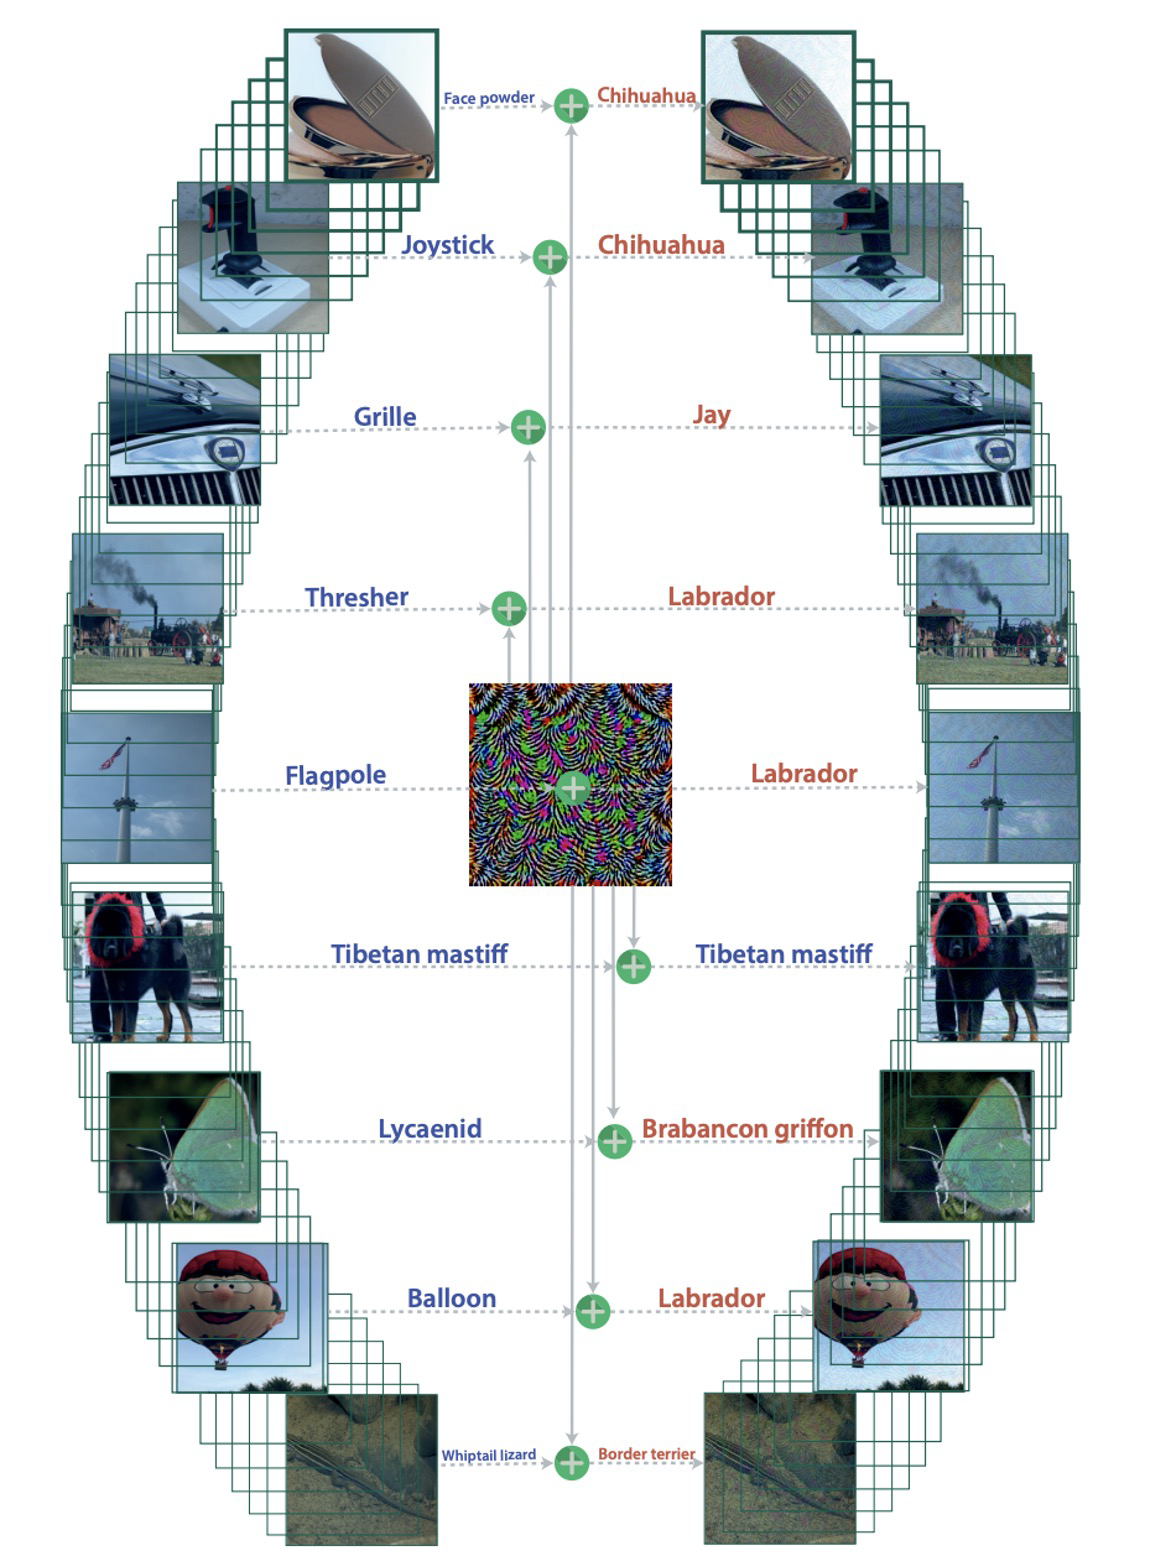 Face powder
Chihuahua
Joystick
Chihuahua
Grille
Jay
Thresher
Labrador
Flagpole
Labrador
Tibetan mastiff
Tibetan mastiff
Lycaenid
Brabancon griffon
Balloon
Labrador
Whiptail lizard
Border terrier